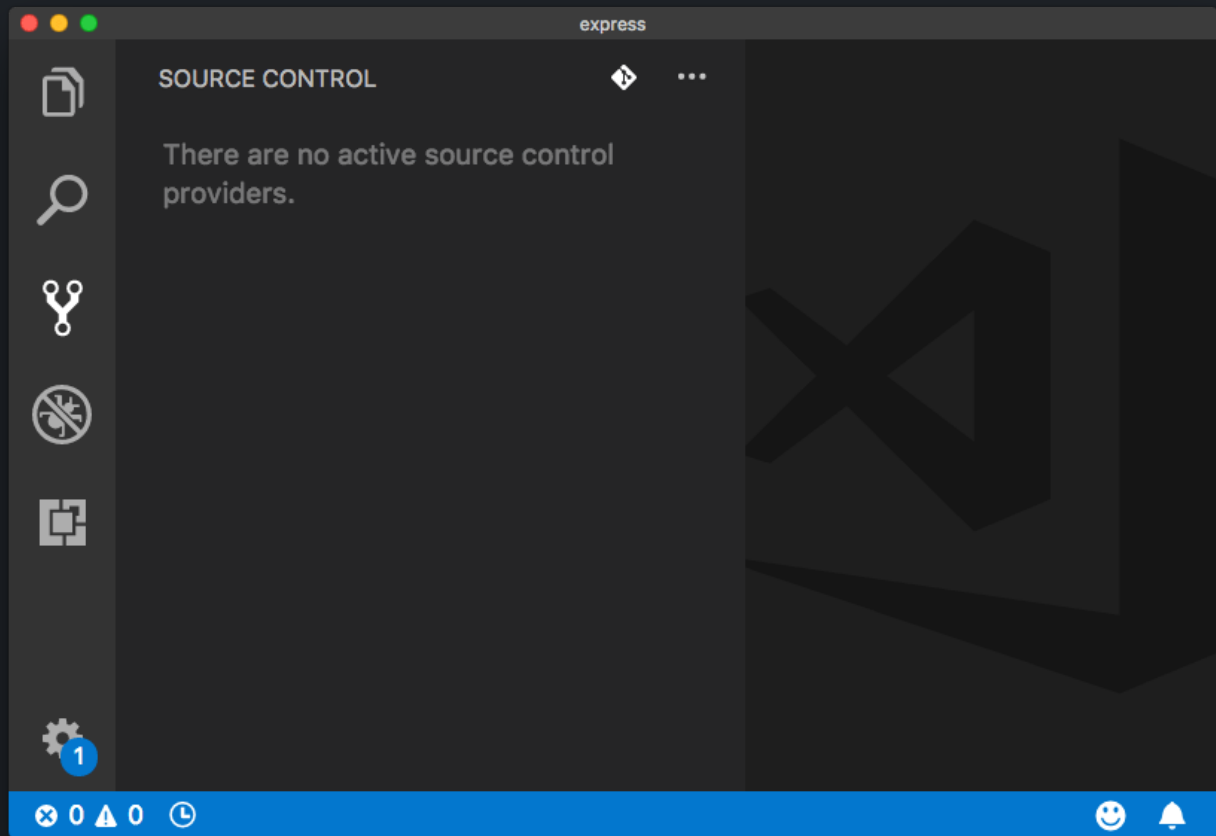 express
SOURCE CONTROL
There are no active source control
providers.
1
0 0